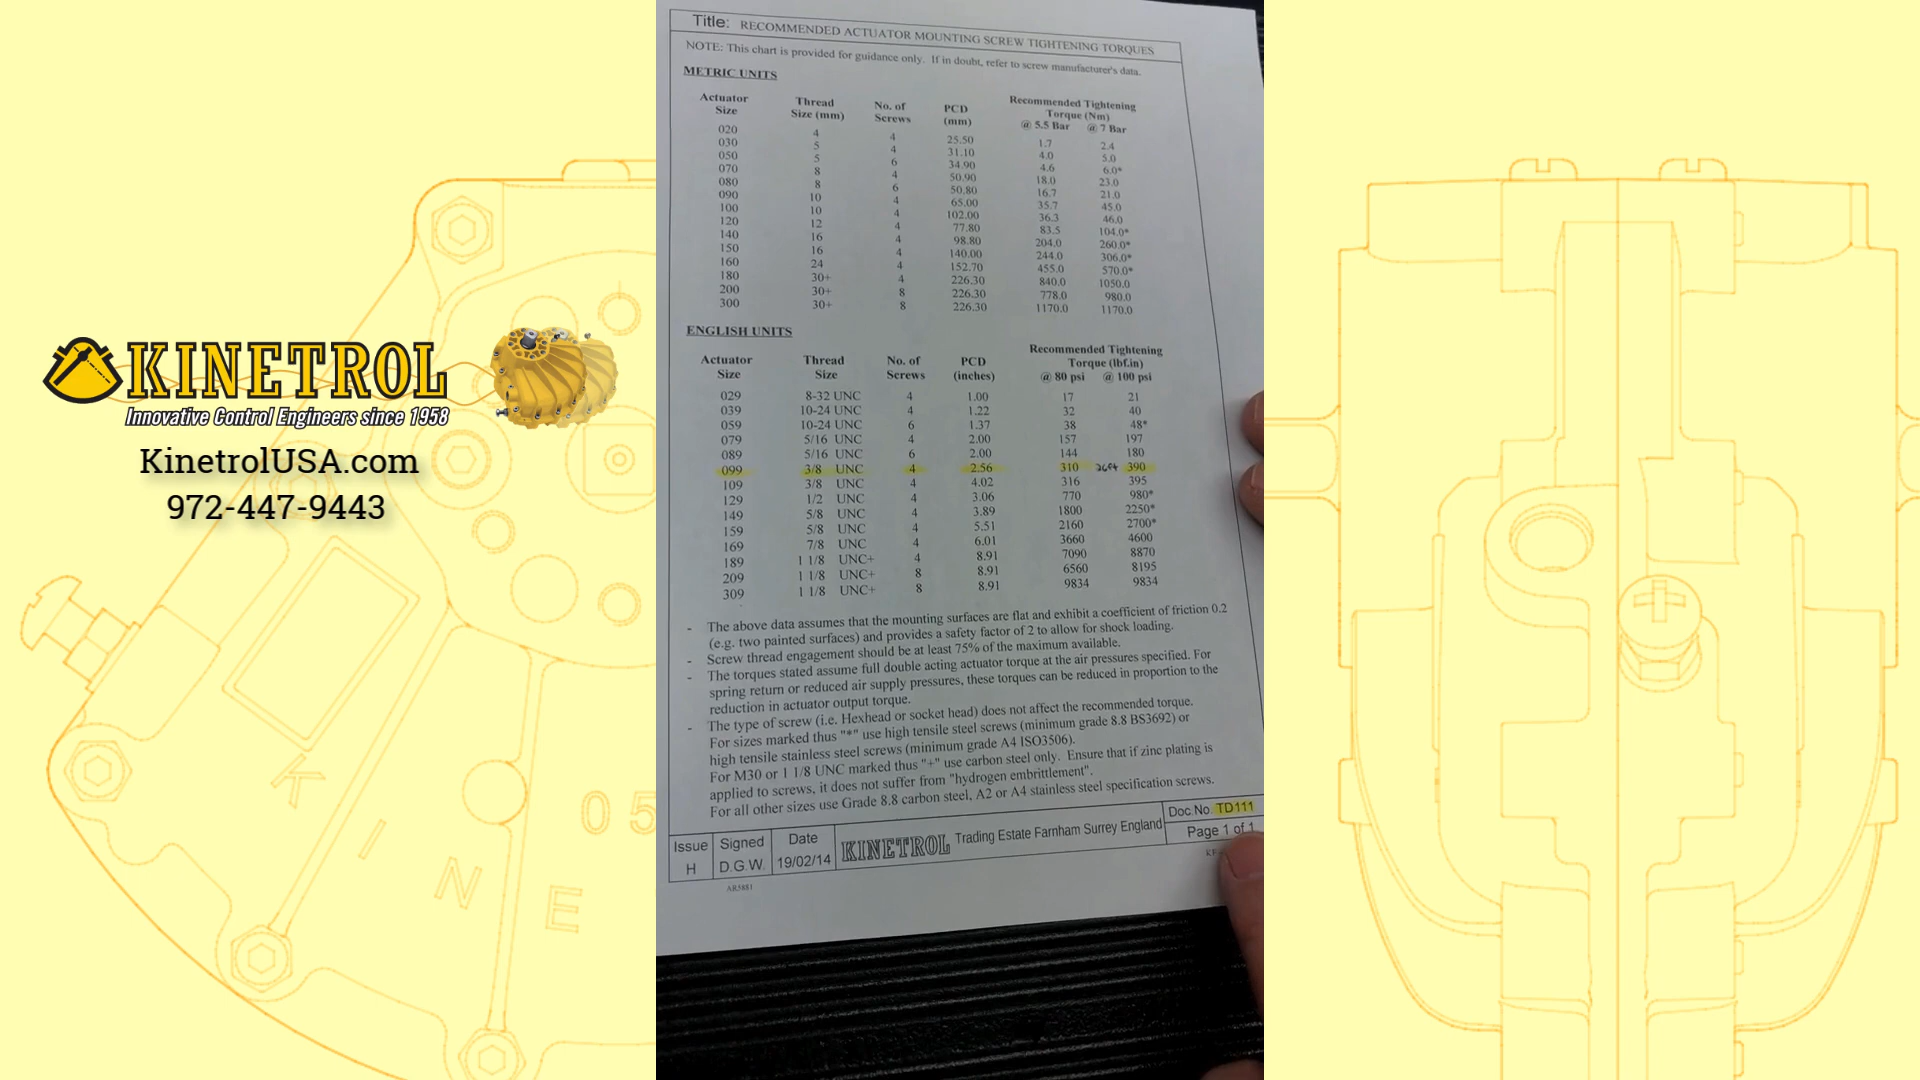 KINETROL
Innovative Control Engineers since 1958
KinetrolUSA.com
972-447-9443
K
I
N
E
05
Title: RECOMMENDED ACTUATOR MOUNTING SCREW TIGHTENING TORQUES
NOTE: This chart is provided for guidance only. If in doubt, refer to screw manufacturer's data.
METRIC UNITS
Actuator Size Thread Size (mm) No. of Screws PCD (mm) Recommended Tightening Torque (Nm) @ 5.5 Bar @ 7 Bar
020 4 4 25.50 1.7 2.4
030 5 4 31.10 4.0 5.0
050 5 6 34.90 4.6 6.0*
070 8 4 50.90 18.0 23.0
080 8 6 50.80 16.7 21.0
090 10 4 65.00 35.7 45.0
100 10 4 102.00 36.3 46.0
120 12 4 77.80 83.5 104.0*
140 16 4 98.80 204.0 260.0*
150 16 4 140.00 244.0 306.0*
160 24 4 152.70 455.0 570.0*
180 30+ 4 226.30 840.0 1050.0
200 30+ 8 226.30 778.0 980.0
300 30+ 8 226.30 1170.0 1170.0
ENGLISH UNITS
Actuator Size Thread Size No. of Screws PCD (inches) Recommended Tightening Torque (lbf.in) @ 80 psi @ 100 psi
029 8-32 UNC 4 1.00 17 21
039 10-24 UNC 4 1.22 32 40
059 10-24 UNC 6 1.37 38 48*
079 5/16 UNC 4 2.00 157 197
089 5/16 UNC 6 2.00 144 180
099 3/8 UNC 4 2.56 310 390
109 3/8 UNC 4 4.02 316 395
129 1/2 UNC 4 3.06 770 980*
149 5/8 UNC 4 3.89 1800 2250*
159 5/8 UNC 4 5.51 2160 2700*
169 7/8 UNC 4 6.01 3660 4600
189 1 1/8 UNC+ 4 8.91 7090 8870
209 1 1/8 UNC+ 8 8.91 6560 8195
309 1 1/8 UNC+ 8 8.91 9834 9834
- The above data assumes that the mounting surfaces are flat and exhibit a coefficient of friction 0.2
(e.g. two painted surfaces) and provides a safety factor of 2 to allow for shock loading.
- Screw thread engagement should be at least 75% of the maximum available.
- The torques stated assume full double acting actuator torque at the air pressures specified. For
spring return or reduced air supply pressures, these torques can be reduced in proportion to the
reduction in actuator output torque.
- The type of screw (i.e. Hexhead or socket head) does not affect the recommended torque.
For sizes marked thus "*" use high tensile steel screws (minimum grade 8.8 BS3692) or
high tensile stainless steel screws (minimum grade A4 ISO3506).
For M30 or 1 1/8 UNC marked thus "+" use carbon steel only. Ensure that if zinc plating is
applied to screws, it does not suffer from "hydrogen embrittlement".
For all other sizes use Grade 8.8 carbon steel, A2 or A4 stainless steel specification screws.
Issue H Signed D.G.W. Date 19/02/14 KINETROL Trading Estate Farnham Surrey England Doc.No. TD111
Page 1 of 1
AR5881